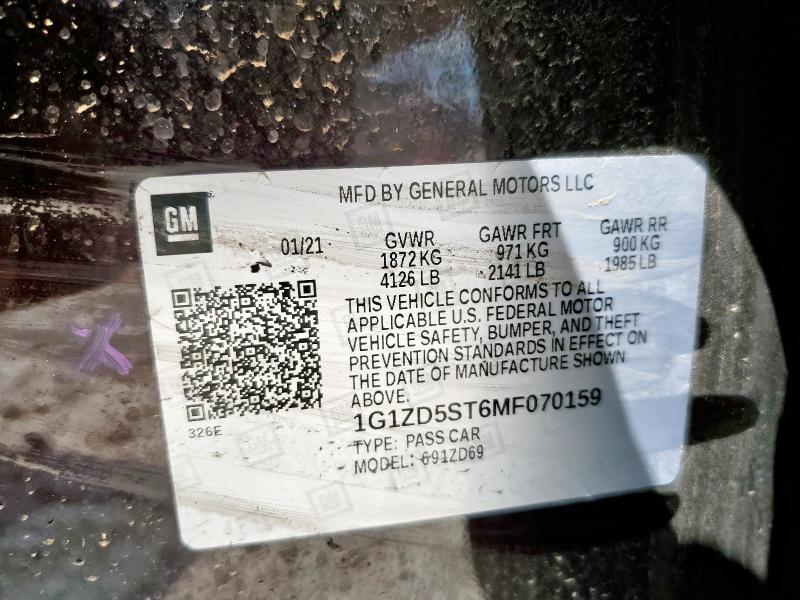 GM
MFD BY GENERAL MOTORS LLC
01/21
GVWR
1872 KG
4126 LB
GAWR FRT
971 KG
2141 LB
GAWR RR
900 KG
1985 LB
THIS VEHICLE CONFORMS TO ALL
APPLICABLE U.S. FEDERAL MOTOR
VEHICLE SAFETY, BUMPER, AND THEFT
PREVENTION STANDARDS IN EFFECT ON
THE DATE OF MANUFACTURE SHOWN
ABOVE.
326E
1G1ZD5ST6MF070159
TYPE: PASS CAR
MODEL: 691ZD69